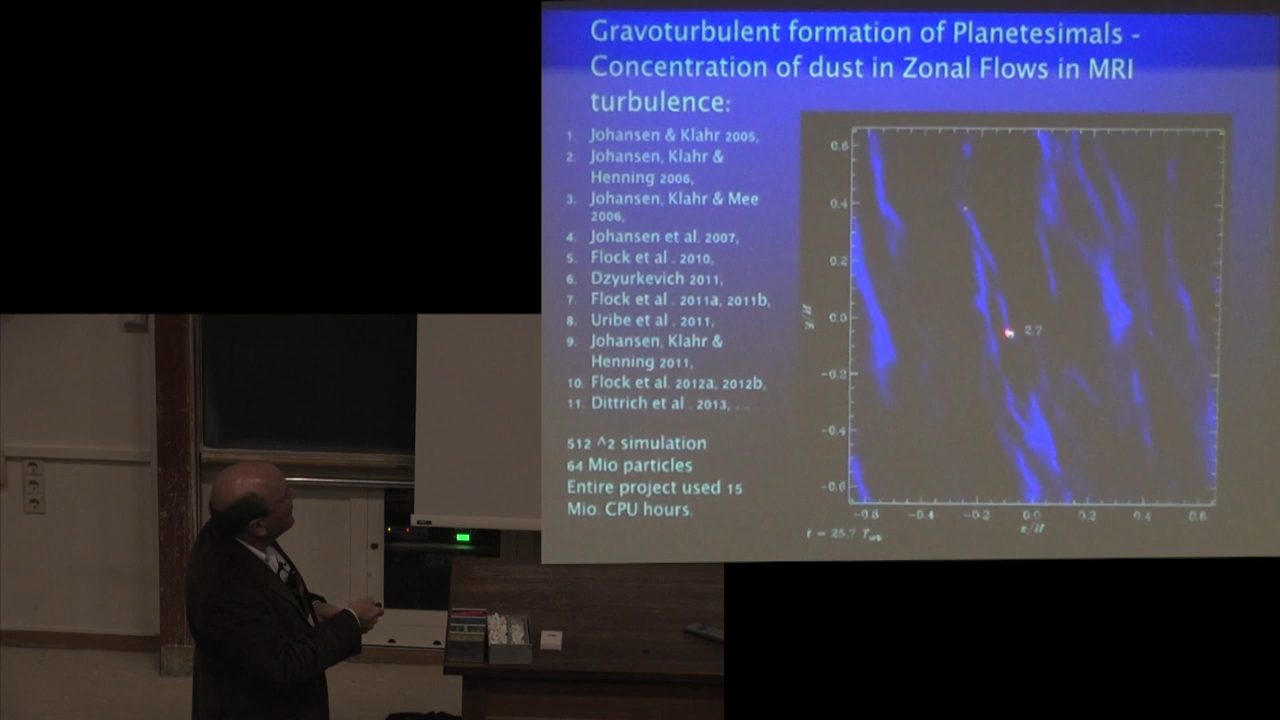 Gravoturbulent formation of Planetesimals -
Concentration of dust in Zonal Flows in MRI
turbulence:
1. Johansen & Klahr 2005,
2. Johansen, Klahr &
Henning 2006,
3. Johansen, Klahr & Mee
2006,
4. Johansen et al. 2007,
5. Flock et al. 2010,
6. Dzyurkevich 2011,
7. Flock et al. 2011a, 2011b,
8. Uribe et al. 2011,
9. Johansen, Klahr &
Henning 2011,
10. Flock et al. 2012a, 2012b,
11. Dittrich et al. 2013, ...
512 ^2 simulation
64 Mio particles
Entire project used 15
Mio. CPU hours.
0.6
0.4
0.2
0.0
-0.2
-0.4
-0.6
y/H
2.7
-0.6 -0.4 -0.2 0.0 0.2 0.4 0.6
x/H
t = 25.7 Torb